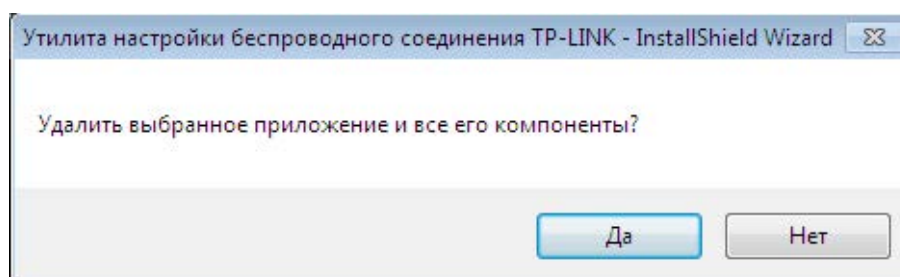 Утилита настройки беспроводного соединения TP-LINK - InstallShield Wizard
Удалить выбранное приложение и все его компоненты?
Да
Нет